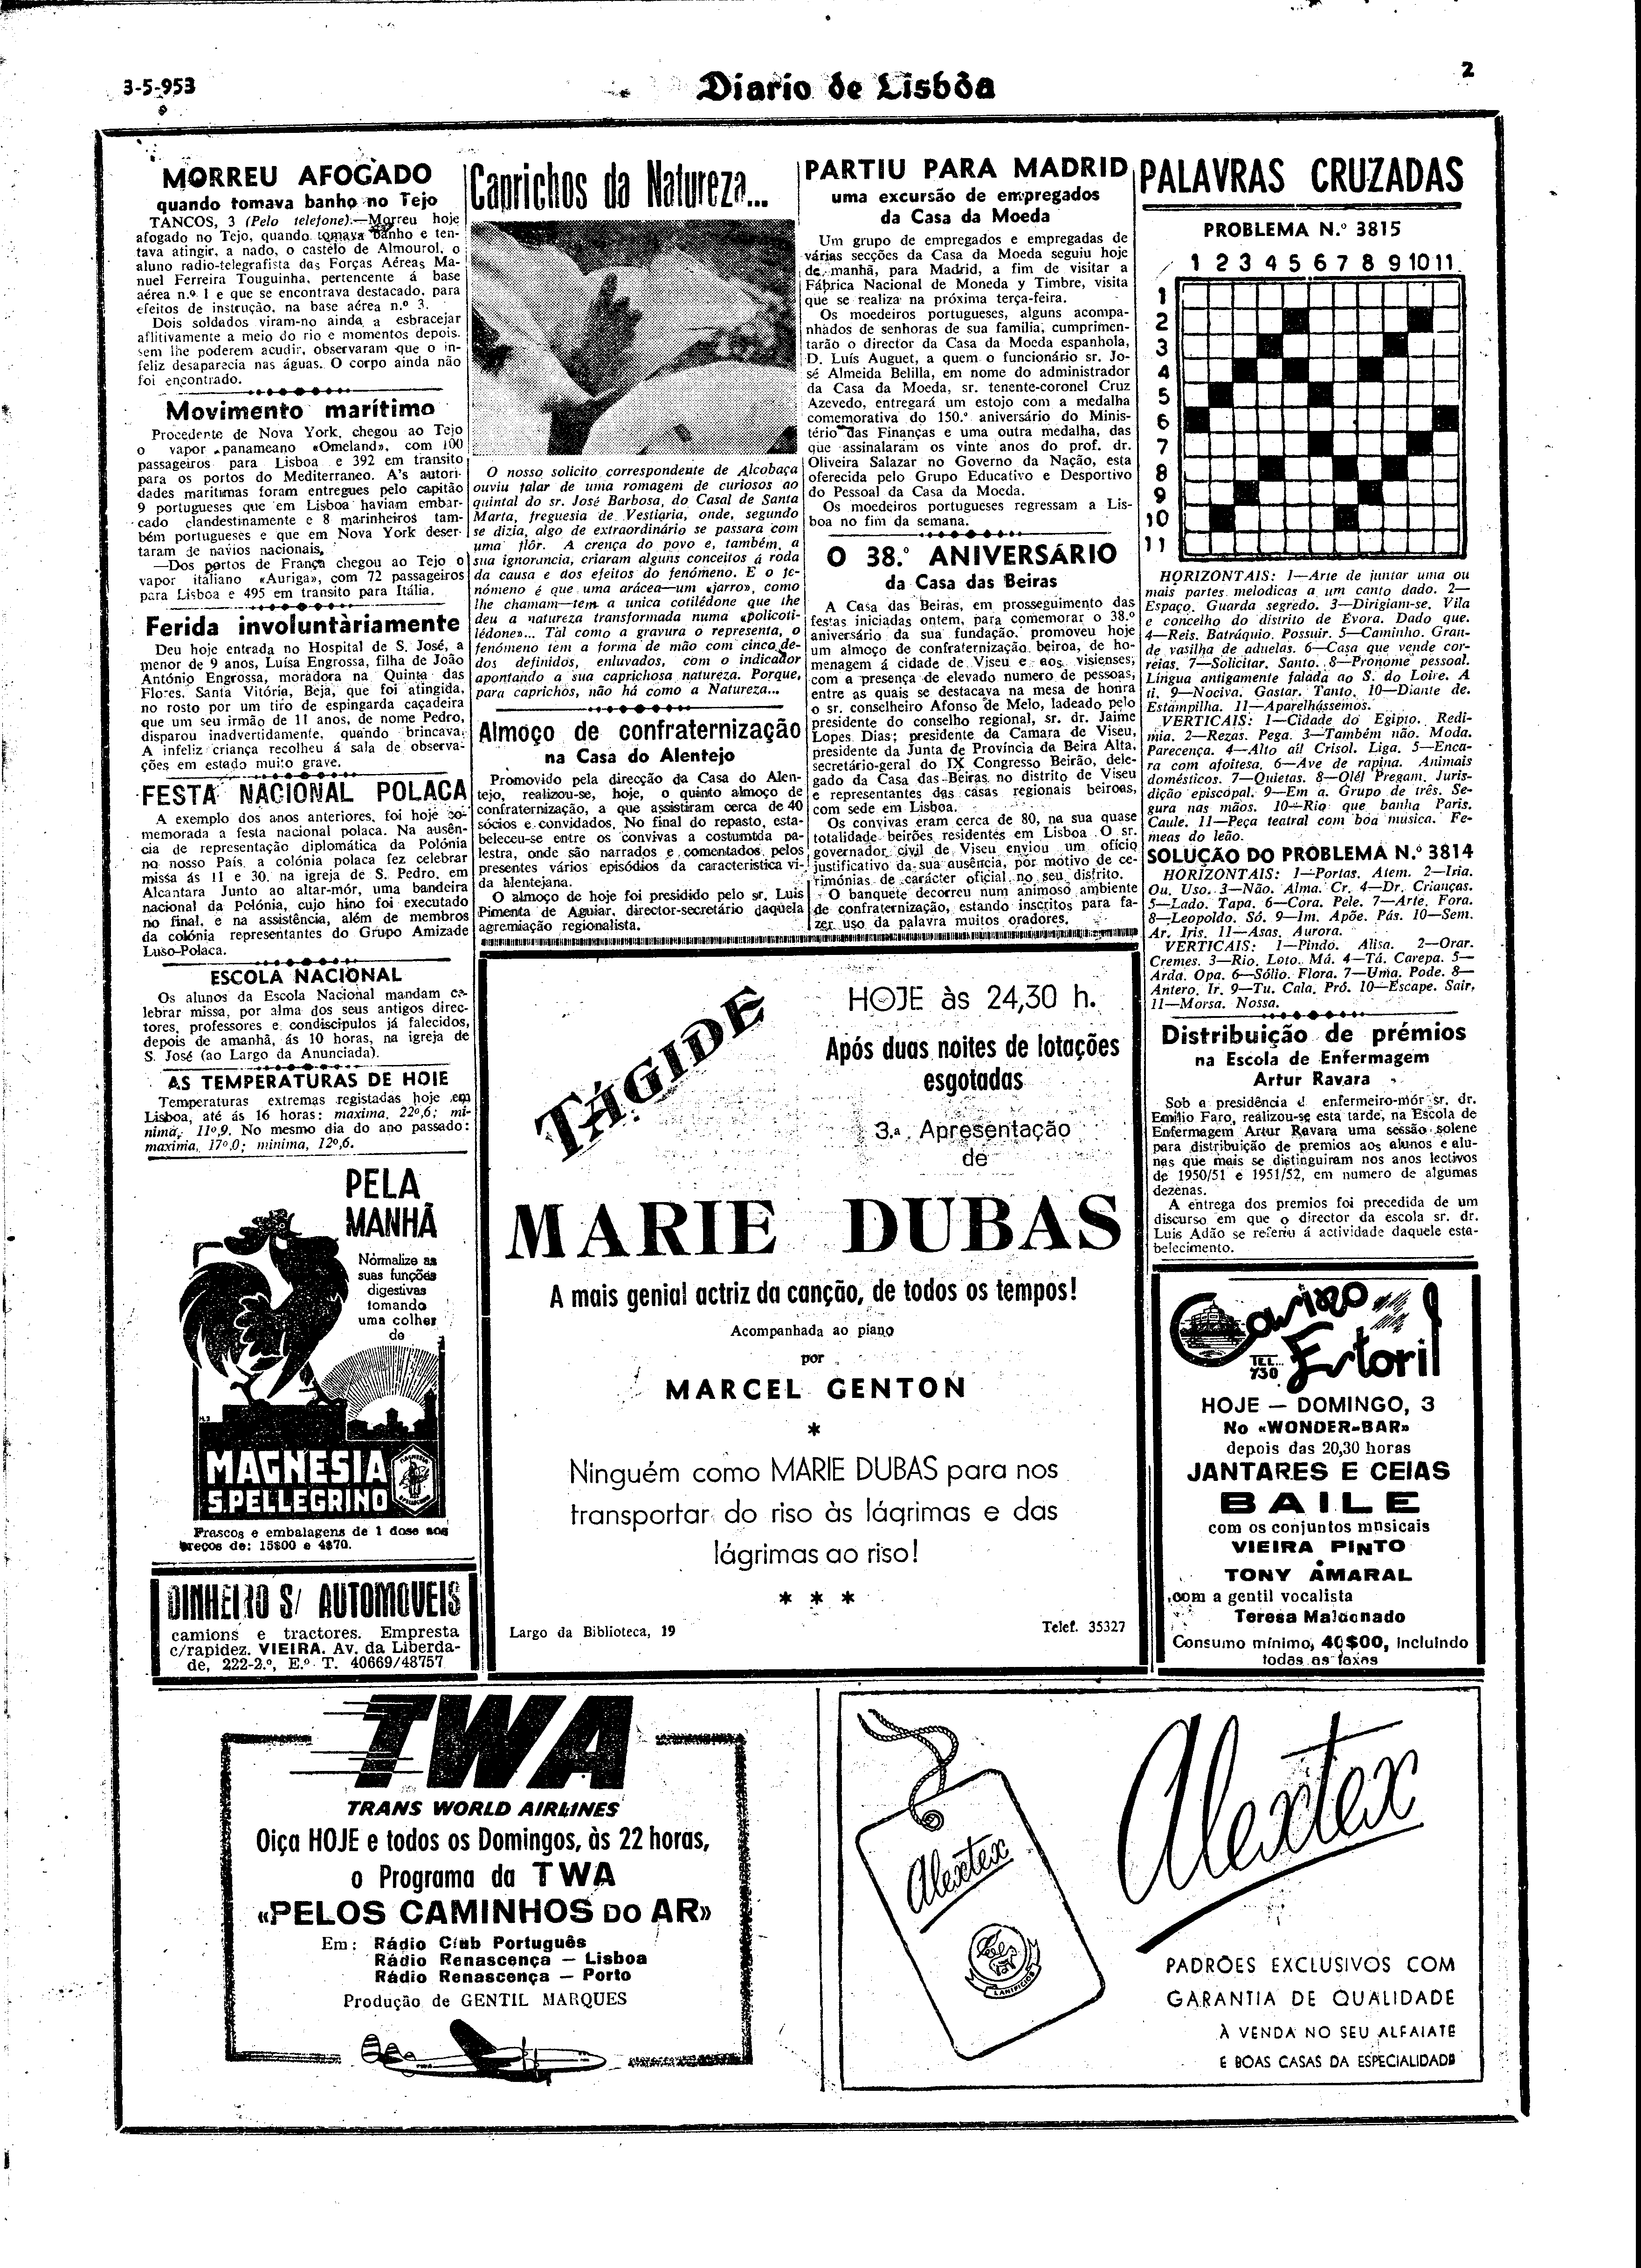 3-5-953
Diario de Lisbôa
2
MORREU AFOGADO
quando tomava banho no Tejo
TANCOS, 3 (Pelo telefone).—Morreu hoje
afogado no Tejo, quando tomava banho e ten-
tava atingir, a nado, o castelo de Almourol, o
aluno radio-telegrafista das Forças Aéreas Ma-
nuel Ferreira Touguinha, pertencente á base
aérea n.º 1 e que se encontrava destacado, para
efeitos de instrução, na base aérea n.º 3.
Dois soldados viram-no ainda a esbracejar
aflitivamente a meio do rio e momentos depois,
sem lhe poderem acudir, observaram que o in-
feliz desaparecia nas águas. O corpo ainda não
foi encontrado.
Movimento marítimo
Procedente de Nova York, chegou ao Tejo
o vapor panameano «Omeland», com 100
passageiros para Lisboa e 392 em transito
para os portos do Mediterraneo. A's autori-
dades maritimas foram entregues pelo capitão
9 portugueses que em Lisboa haviam embar-
cado clandestinamente e 8 marinheiros tam-
bém portugueses e que em Nova York deser-
taram de navios nacionais.
—Dos portos de França chegou ao Tejo o
vapor italiano «Auriga», com 72 passageiros
para Lisboa e 495 em transito para Itália.
Ferida involuntàriamente
Deu hoje entrada no Hospital de S. José, a
menor de 9 anos, Luísa Engrossa, filha de João
António Engrossa, moradora na Quinta das
Flores. Santa Vitória, Beja, que foi atingida,
no rosto por um tiro de espingarda caçadeira
que um seu irmão de 11 anos, de nome Pedro,
disparou inadvertidamente, quando brincava.
A infeliz criança recolheu á sala de observa-
ções em estado muito grave.
FESTA NACIONAL POLACA
A exemplo dos anos anteriores, foi hoje co-
memorada a festa nacional polaca. Na ausên-
cia de representação diplomática da Polónia
no nosso País, a colónia polaca fez celebrar
missa ás 11 e 30, na igreja de S. Pedro, em
Alcantara Junto ao altar-mór, uma bandeira
nacional da Polónia, cujo hino foi executado
no final, e na assistência, além de membros
da colónia representantes do Grupo Amizade
Luso-Polaca.
ESCOLA NACIONAL
Os alunos da Escola Nacional mandam ce-
lebrar missa, por alma dos seus antigos direc-
tores, professores e condiscipulos já falecidos,
depois de amanhã, ás 10 horas, na igreja de
S. José (ao Largo da Anunciada).
AS TEMPERATURAS DE HOJE
Temperaturas extremas registadas hoje em
Lisboa, até ás 16 horas: maxima, 22º,6; mi-
nima, 11º,9. No mesmo dia do ano passado:
maxima, 17º,0; minima, 12º,6.
PELA
MANHÃ
Normalize as
suas funções
digestivas
tomando
uma colher
de
MAGNESIA
S. PELLEGRINO
Frascos e embalagens de 1 dose aos
preços de: 15$00 e 4$70.
DINHEIRO S/ AUTOMOVEIS
camions e tractores. Empresta
c/rapidez. VIEIRA. Av. da Liberda-
de, 222-2.º, E.º T. 40669/48757
Caprichos da Natureza...
O nosso solicito correspondente de Alcobaça
ouviu falar de uma romagem de curiosos ao
quintal do sr. José Barbosa, do Casal de Santa
Marta, freguesia de Vestiaria, onde, segundo
se dizia, algo de extraordinário se passara com
uma flôr. A crença do povo e, também, a
sua ignorancia, criaram alguns conceitos á roda
da causa e dos efeitos do fenómeno. E o fe-
nómeno é que uma arácea—um «jarro», como
lhe chamam—tem a unica cotilédone que lhe
deu a natureza transformada numa «policoti-
lédone»... Tal como a gravura o representa, o
fenómeno tem a forma de mão com cinco de-
dos definidos, enluvados, com o indicador
apontando a sua caprichosa natureza. Porque,
para caprichos, não há como a Natureza...
Almoço de confraternização
na Casa do Alentejo
Promovido pela direcção da Casa do Alen-
tejo, realizou-se, hoje, o quinto almoço de
confraternização, a que assistiram cerca de 40
sócios e convidados. No final do repasto, esta-
beleceu-se entre os convivas a costumida pa-
lestra, onde são narrados e comentados pelos
presentes vários episódios da caracteristica vi-
da alentejana.
O almoço de hoje foi presidido pelo sr. Luis
Pimenta de Aguiar, director-secretário daquela
agremiação regionalista.
PARTIU PARA MADRID
uma excursão de empregados
da Casa da Moeda
Um grupo de empregados e empregadas de
várias secções da Casa da Moeda seguiu hoje
de manhã, para Madrid, a fim de visitar a
Fábrica Nacional de Moneda y Timbre, visita
que se realiza na próxima terça-feira.
Os moedeiros portugueses, alguns acompa-
nhados de senhoras de sua familia, cumprimen-
tarão o director da Casa da Moeda espanhola,
D. Luís Auguet, a quem o funcionário sr. Jo-
sé Almeida Belilla, em nome do administrador
da Casa da Moeda, sr. tenente-coronel Cruz
Azevedo, entregará um estojo com a medalha
comemorativa do 150.º aniversário do Minis-
tério das Finanças e uma outra medalha, das
que assinalaram os vinte anos do prof. dr.
Oliveira Salazar no Governo da Nação, esta
oferecida pelo Grupo Educativo e Desportivo
do Pessoal da Casa da Moeda.
Os moedeiros portugueses regressam a Lis-
boa no fim da semana.
O 38.º ANIVERSÁRIO
da Casa das Beiras
A Casa das Beiras, em prosseguimento das
festas iniciadas ontem, para comemorar o 38.º
aniversário da sua fundação, promoveu hoje
um almoço de confraternização beiroa, de ho-
menagem á cidade de Viseu e aos visienses,
com a presença de elevado numero de pessoas,
entre as quais se destacava na mesa de honra
o sr. conselheiro Afonso de Melo, ladeado pelo
presidente do conselho regional, sr. dr. Jaime
Lopes Dias; presidente da Camara de Viseu,
presidente da Junta de Província da Beira Alta,
secretário-geral do IX Congresso Beirão, dele-
gado da Casa das Beiras no distrito de Viseu
e representantes das casas regionais beiroas,
com sede em Lisboa.
Os convivas eram cerca de 80, na sua quase
totalidade beirões residentes em Lisboa. O sr.
governador civil de Viseu enviou um ofício
justificativo da sua ausência, por motivo de ce-
rimónias de carácter oficial no seu distrito.
O banquete decorreu num animoso ambiente
de confraternização, estando inscritos para fa-
zer uso da palavra muitos oradores.
TÁGIDE
HOJE às 24,30 h.
Após duas noites de lotações
esgotadas
3.ª Apresentação
de
MARIE DUBAS
A mais genial actriz da canção, de todos os tempos!
Acompanhada ao piano
por
MARCEL GENTON
*
Ninguém como MARIE DUBAS para nos
transportar do riso às lágrimas e das
lágrimas ao riso!
* * *
Largo da Biblioteca, 19
Telef. 35327
PALAVRAS CRUZADAS
PROBLEMA N.º 3815
1 2 3 4 5 6 7 8 9 10 11
1
2
3
4
5
6
7
8
9
10
11
HORIZONTAIS: 1—Arte de juntar uma ou
mais partes melodicas a um canto dado. 2—
Espaço. Guarda segredo. 3—Dirigiam-se. Vila
e concelho do distrito de Evora. Dado que.
4—Reis. Batráquio. Possuir. 5—Caminho. Gran-
de vasilha de aduelas. 6—Casa que vende cor-
reias. 7—Solicitar. Santo. 8—Pronome pessoal.
Língua antigamente falada ao S. do Loire. A
ti. 9—Nociva. Gastar. Tanto. 10—Diante de.
Estampilha. 11—Aparelhássemos.
VERTICAIS: 1—Cidade do Egipto. Redi-
mia. 2—Rezas. Pega. 3—Também não. Moda.
Parecença. 4—Alto aí! Crisol. Liga. 5—Enca-
ra com afoitesa. 6—Ave de rapina. Animais
domésticos. 7—Quietas. 8—Olé! Pregam. Juris-
dição episcopal. 9—Em a. Grupo de três. Se-
gura nas mãos. 10—Rio que banha Paris.
Caule. 11—Peça teatral com boa musica. Fe-
meas do leão.
SOLUÇÃO DO PROBLEMA N.º 3814
HORIZONTAIS: 1—Portas. Atem. 2—Iria.
Ou. Uso. 3—Não. Alma. Cr. 4—Dr. Crianças.
5—Lado. Tapa. 6—Cora. Pele. 7—Arte. Fora.
8—Leopoldo. Só. 9—Im. Apõe. Pás. 10—Sem.
Ar. Iris. 11—Asas. Aurora.
VERTICAIS: 1—Pindo. Alisa. 2—Orar.
Cremes. 3—Rio. Loto. Má. 4—Tá. Carepa. 5—
Arda. Opa. 6—Sólio. Flora. 7—Uma. Pode. 8—
Antero. Ir. 9—Tu. Cala. Pró. 10—Escape. Sair.
11—Morsa. Nossa.
Distribuição de prémios
na Escola de Enfermagem
Artur Ravara
Sob a presidência d enfermeiro-mór sr. dr.
Emílio Faro, realizou-se esta tarde, na Escola de
Enfermagem Artur Ravara uma sessão solene
para distribuição de premios aos alunos e alu-
nas que mais se distinguiram nos anos lectivos
de 1950/51 e 1951/52, em numero de algumas
dezenas.
A entrega dos premios foi precedida de um
discurso em que o director da escola sr. dr.
Luis Adão se referiu á actividade daquele esta-
belecimento.
Casino
Estoril
TEL.
730
HOJE — DOMINGO, 3
No «WONDER-BAR»
depois das 20,30 horas
JANTARES E CEIAS
BAILE
com os conjuntos musicais
VIEIRA PINTO
e
TONY AMARAL
com a gentil vocalista
Teresa Maldonado
Consumo mínimo, 40$00, incluindo
todas as taxas
TWA
TRANS WORLD AIRLINES
Oiça HOJE e todos os Domingos, às 22 horas,
o Programa da TWA
«PELOS CAMINHOS DO AR»
Em: Rádio Club Português
Rádio Renascença — Lisboa
Rádio Renascença — Porto
Produção de GENTIL MARQUES
Alextex
Alextex
LANIFICIOS
PADRÕES EXCLUSIVOS COM
GARANTIA DE QUALIDADE
À VENDA NO SEU ALFAIATE
E BOAS CASAS DA ESPECIALIDADE